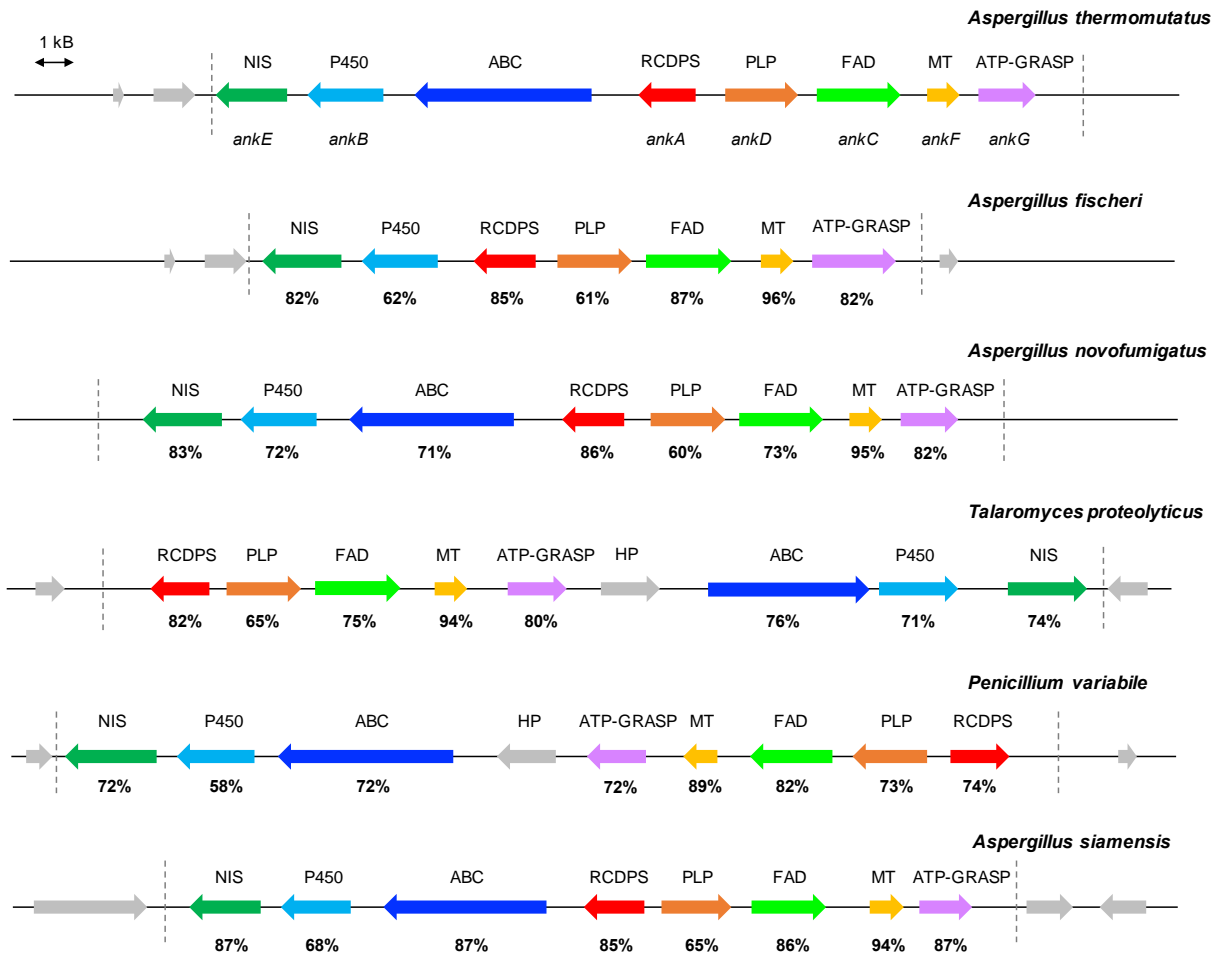 Aspergillus thermomutatus
1 kB
NIS P450 ABC RCDPS PLP FAD MT ATP-GRASP
ankE ankB ankA ankD ankC ankF ankG
Aspergillus fischeri
NIS P450 RCDPS PLP FAD MT ATP-GRASP
82% 62% 85% 61% 87% 96% 82%
Aspergillus novofumigatus
NIS P450 ABC RCDPS PLP FAD MT ATP-GRASP
83% 72% 71% 86% 60% 73% 95% 82%
Talaromyces proteolyticus
RCDPS PLP FAD MT ATP-GRASP HP ABC P450 NIS
82% 65% 75% 94% 80% 76% 71% 74%
Penicillium variabile
NIS P450 ABC HP ATP-GRASP MT FAD PLP RCDPS
72% 58% 72% 72% 89% 82% 73% 74%
Aspergillus siamensis
NIS P450 ABC RCDPS PLP FAD MT ATP-GRASP
87% 68% 87% 85% 65% 86% 94% 87%